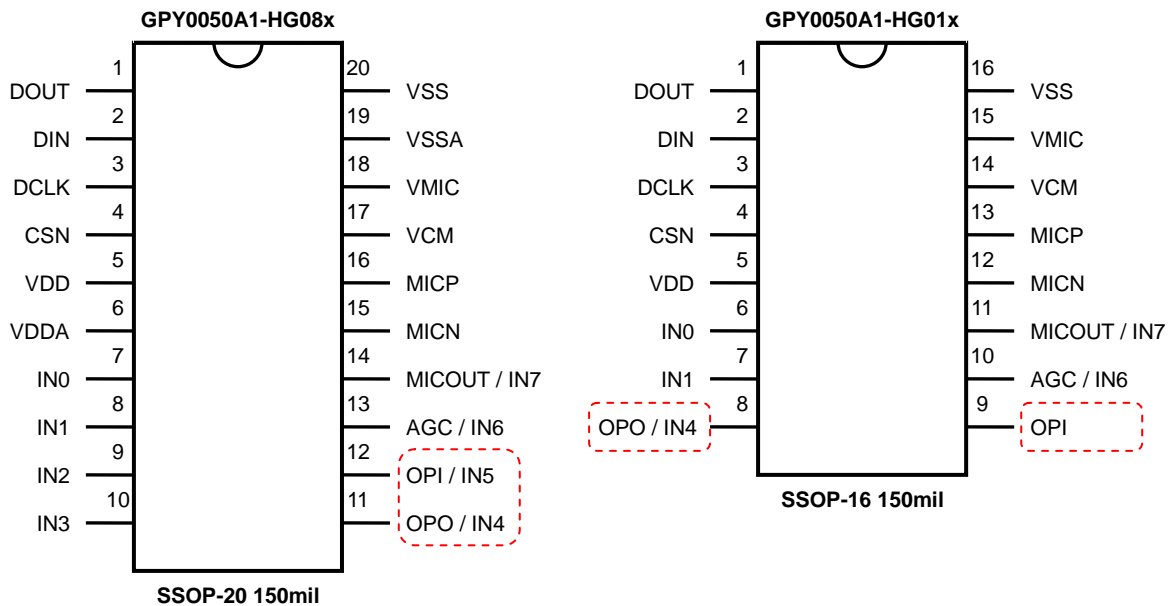 GPY0050A1-HG08x
1
DOUT
2
DIN
3
DCLK
4
CSN
5
VDD
6
VDDA
7
IN0
8
IN1
9
IN2
10
IN3
20
VSS
19
VSSA
18
VMIC
17
VCM
16
MICP
15
MICN
14
MICOUT / IN7
13
AGC / IN6
12
OPI / IN5
11
OPO / IN4
SSOP-20 150mil
GPY0050A1-HG01x
1
DOUT
2
DIN
3
DCLK
4
CSN
5
VDD
6
IN0
7
IN1
8
OPO / IN4
16
VSS
15
VMIC
14
VCM
13
MICP
12
MICN
11
MICOUT / IN7
10
AGC / IN6
9
OPI
SSOP-16 150mil